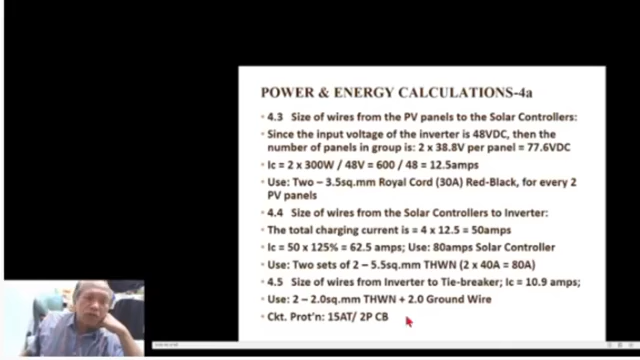 POWER & ENERGY CALCULATIONS-4a
4.3 Size of wires from the PV panels to the Solar Controllers:
Since the input voltage of the inverter is 48VDC, then the
number of panels in group is: 2 x 38.8V per panel = 77.6VDC
Ic = 2 x 300W / 48V = 600 / 48 = 12.5amps
Use: Two – 3.5sq.mm Royal Cord (30A) Red-Black, for every 2
PV panels
4.4 Size of wires from the Solar Controllers to Inverter:
The total charging current is = 4 x 12.5 = 50amps
Ic = 50 x 125% = 62.5 amps; Use: 80amps Solar Controller
Use: Two sets of 2 – 5.5sq.mm THWN (2 x 40A = 80A)
4.5 Size of wires from Inverter to Tie-breaker; Ic = 10.9 amps;
Use: 2 – 2.0sq.mm THWN + 2.0 Ground Wire
Ckt. Prot'n: 15AT/ 2P CB